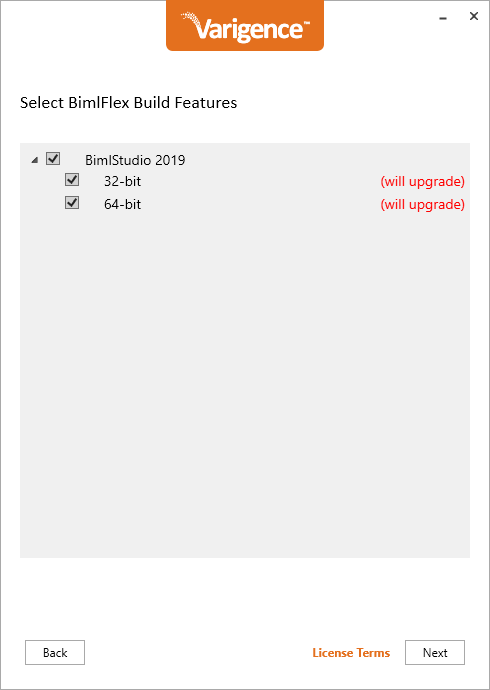 Varigence™
Select BimlFlex Build Features
BimlStudio 2019
32-bit (will upgrade)
64-bit (will upgrade)
Back License Terms Next